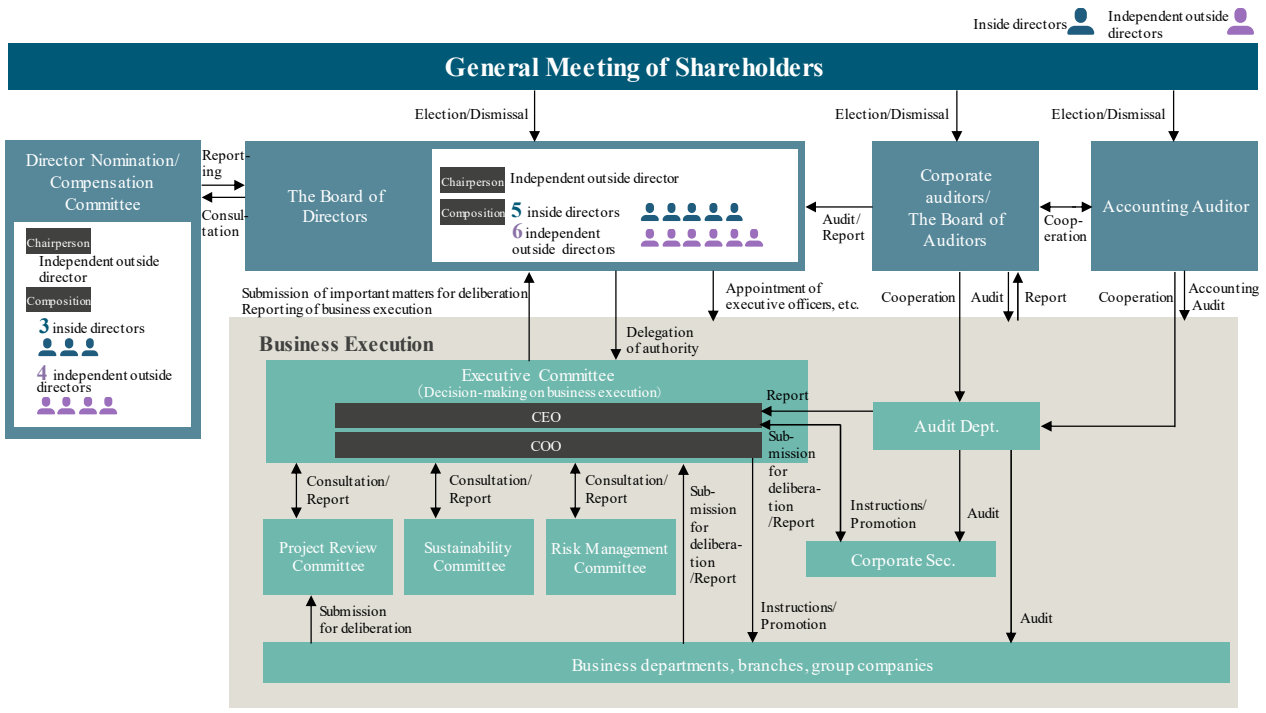 Inside directors
Independent outside
directors
General Meeting of Shareholders
Election/Dismissal
Election/Dismissal
Election/Dismissal
Director Nomination/
Compensation
Committee
Chairperson
Independent outside
director
Composition
3 inside directors
4 independent outside
directors
Report-
ing
Consul-
tation
The Board of
Directors
Chairperson
Independent outside director
Composition
5 inside directors
6 independent
outside directors
Audit/
Report
Corporate
auditors/
The Board of
Auditors
Coop-
eration
Accounting Auditor
Submission of important matters for deliberation
Reporting of business execution
Delegation
of authority
Appointment of
executive officers, etc.
Cooperation
Audit
Report
Cooperation
Accounting
Audit
Business Execution
Executive Committee
(Decision-making on business execution)
CEO
COO
Report
Audit Dept.
Sub-
mission
for
delibera-
tion
/Report
Consultation/
Report
Consultation/
Report
Consultation/
Report
Sub-
mission
for
delibera-
tion
/Report
Instructions/
Promotion
Audit
Project Review
Committee
Sustainability
Committee
Risk Management
Committee
Corporate Sec.
Submission
for deliberation
Instructions/
Promotion
Audit
Business departments, branches, group companies